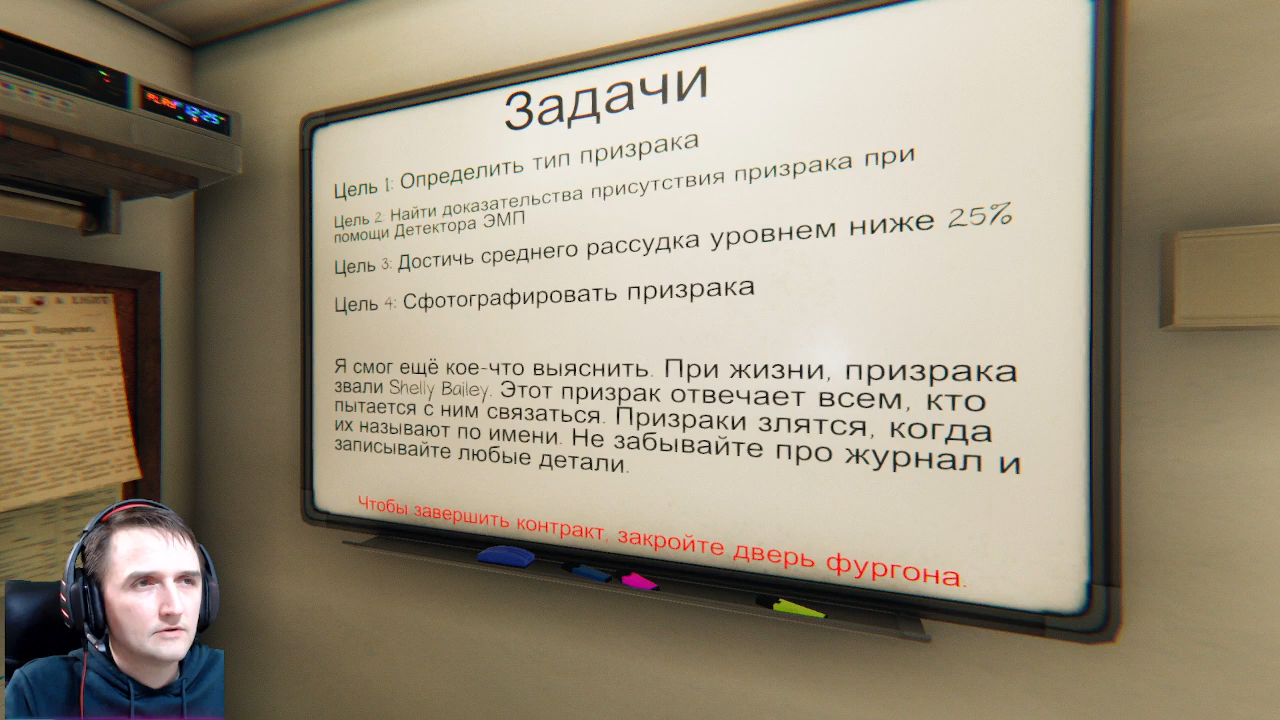 PLAY 12:25
Задачи
Цель 1: Определить тип призрака
Цель 2: Найти доказательства присутствия призрака при
помощи Детектора ЭМП
Цель 3: Достичь среднего рассудка уровнем ниже 25%
Цель 4: Сфотографировать призрака
Я смог ещё кое-что выяснить. При жизни, призрака
звали Shelly Bailey. Этот призрак отвечает всем, кто
пытается с ним связаться. Призраки злятся, когда
их называют по имени. Не забывайте про журнал и
записывайте любые детали.
Чтобы завершить контракт, закройте дверь фургона.